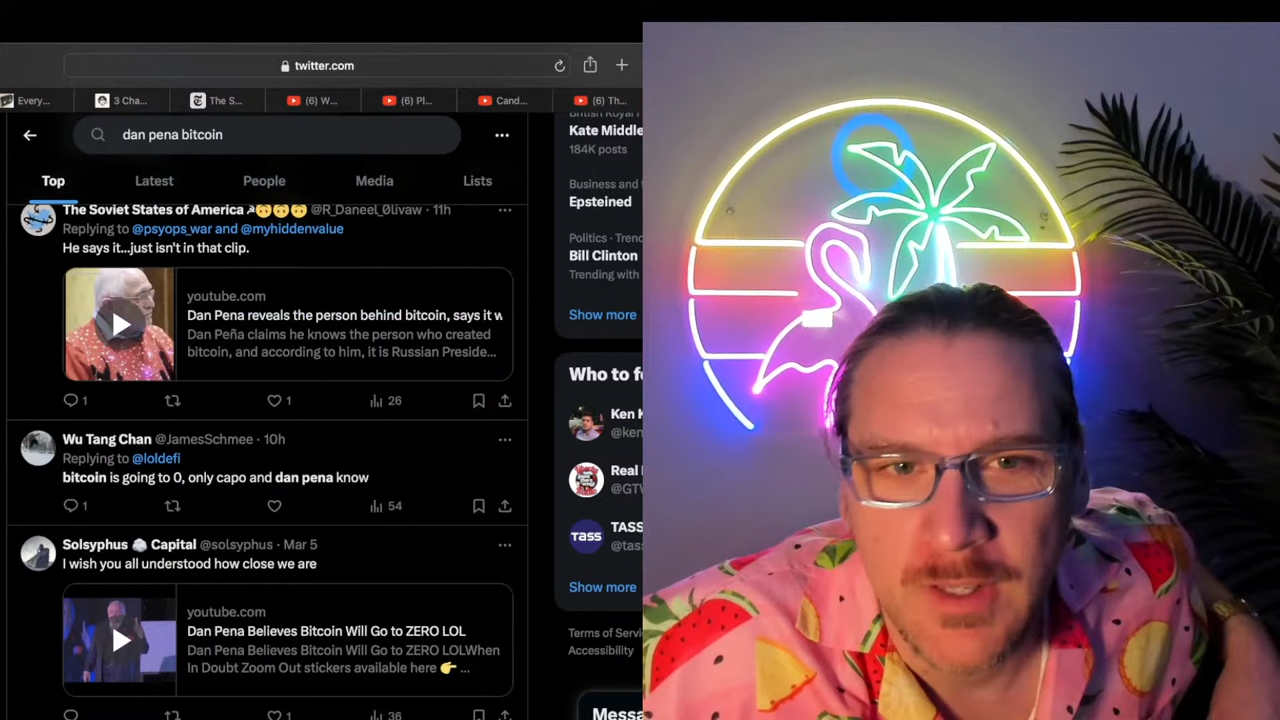 twitter.com
Every...
3 Cha...
The S...
(6) W...
(6) Pl...
Cand...
(6) Th...
dan pena bitcoin
Top
Latest
People
Media
Lists
The Soviet States of America
@R_Daneel_0livaw · 11h
Replying to @psyops_war and @myhiddenvalue
He says it...just isn't in that clip.
youtube.com
Dan Pena reveals the person behind bitcoin, says it w
Dan Peña claims he knows the person who created
bitcoin, and according to him, it is Russian Preside...
1
1
26
Wu Tang Chan @JamesSchmee · 10h
Replying to @loldefi
bitcoin is going to 0, only capo and dan pena know
1
54
Solsyphus Capital @solsyphus · Mar 5
I wish you all understood how close we are
youtube.com
Dan Pena Believes Bitcoin Will Go to ZERO LOL
Dan Pena Believes Bitcoin Will Go to ZERO LOLWhen
In Doubt Zoom Out stickers available here 👉 ...
1
36
British Royal
Kate Middle
184K posts
Business and
Epsteined
Politics · Trend
Bill Clinton
Trending with
Show more
Who to fo
Ken K
@ken
Real
@GTW
TASS
TASS
@tass
Show more
Terms of Servi
Accessibility
Messa